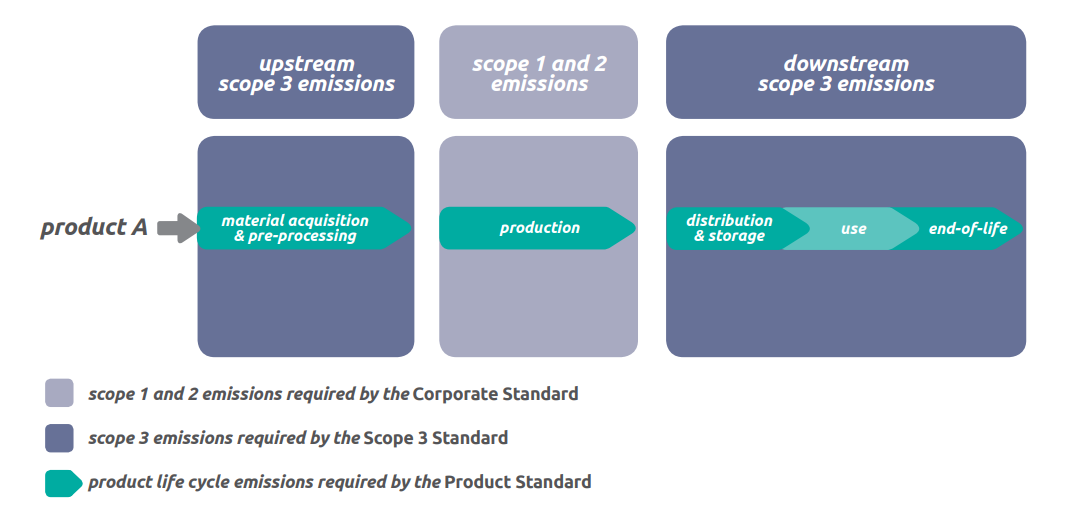 upstream
scope 3 emissions
scope 1 and 2
emissions
downstream
scope 3 emissions
product A
material acquisition
& pre-processing
production
distribution
& storage
use
end-of-life
scope 1 and 2 emissions required by the Corporate Standard
scope 3 emissions required by the Scope 3 Standard
product life cycle emissions required by the Product Standard